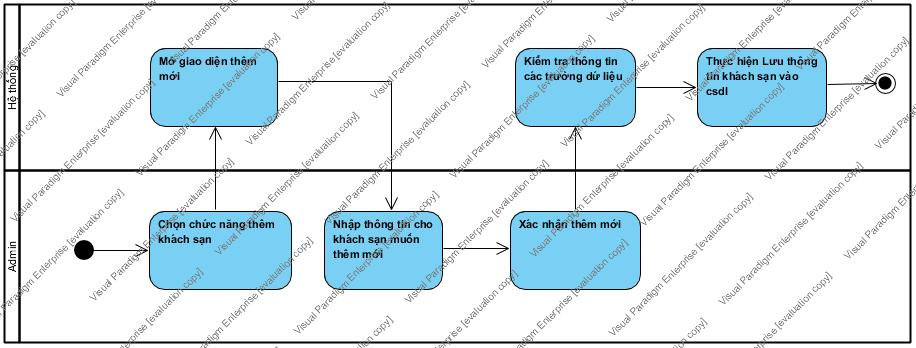 Hệ thống
Mở giao diện thêm
mới
Kiểm tra thông tin
các trường dữ liệu
Thực hiện Lưu thông
tin khách sạn vào
csdl
Admin
Chọn chức năng thêm
khách sạn
Nhập thông tin cho
khách sạn muốn
thêm mới
Xác nhận thêm mới
Visual Paradigm Enterprise [evaluation copy]